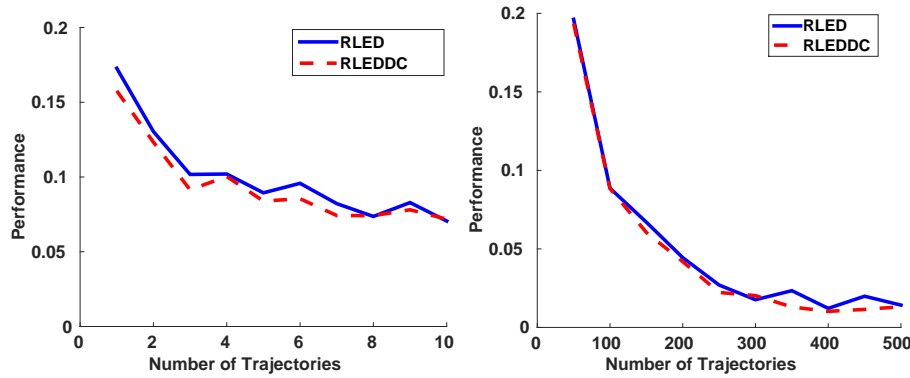 0.2
0.15
0.1
0.05
0
Performance
RLED
RLEDDC
0 2 4 6 8 10
Number of Trajectories
0.2
0.15
0.1
0.05
0
Performance
RLED
RLEDDC
0 100 200 300 400 500
Number of Trajectories